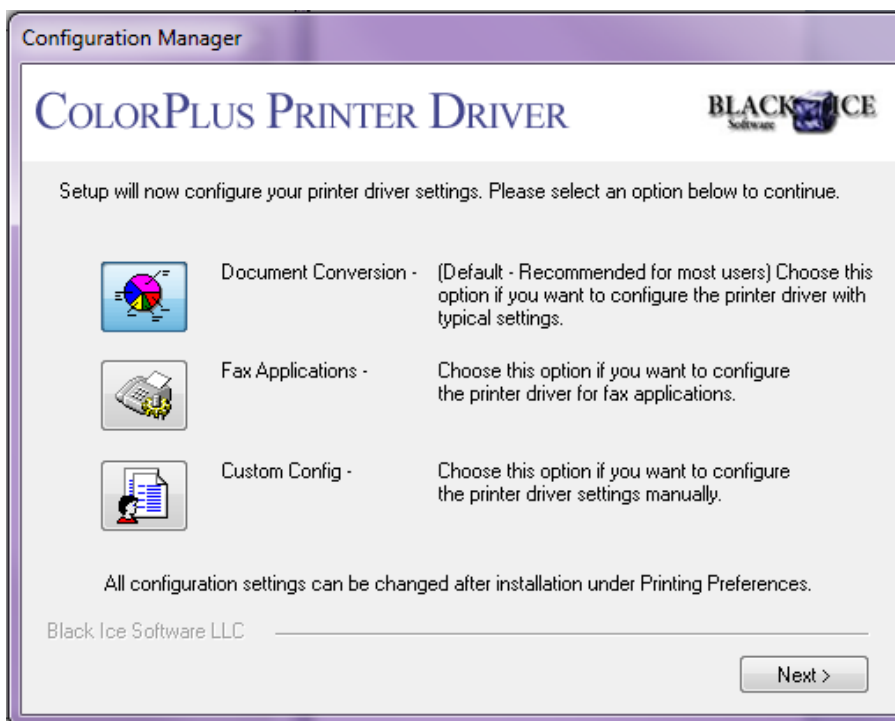 Configuration Manager
COLORPLUS PRINTER DRIVER
BLACK ICE
Software
Setup will now configure your printer driver settings. Please select an option below to continue.
Document Conversion - (Default - Recommended for most users) Choose this
option if you want to configure the printer driver with
typical settings.
Fax Applications - Choose this option if you want to configure
the printer driver for fax applications.
Custom Config - Choose this option if you want to configure
the printer driver settings manually.
All configuration settings can be changed after installation under Printing Preferences.
Black Ice Software LLC
Next >